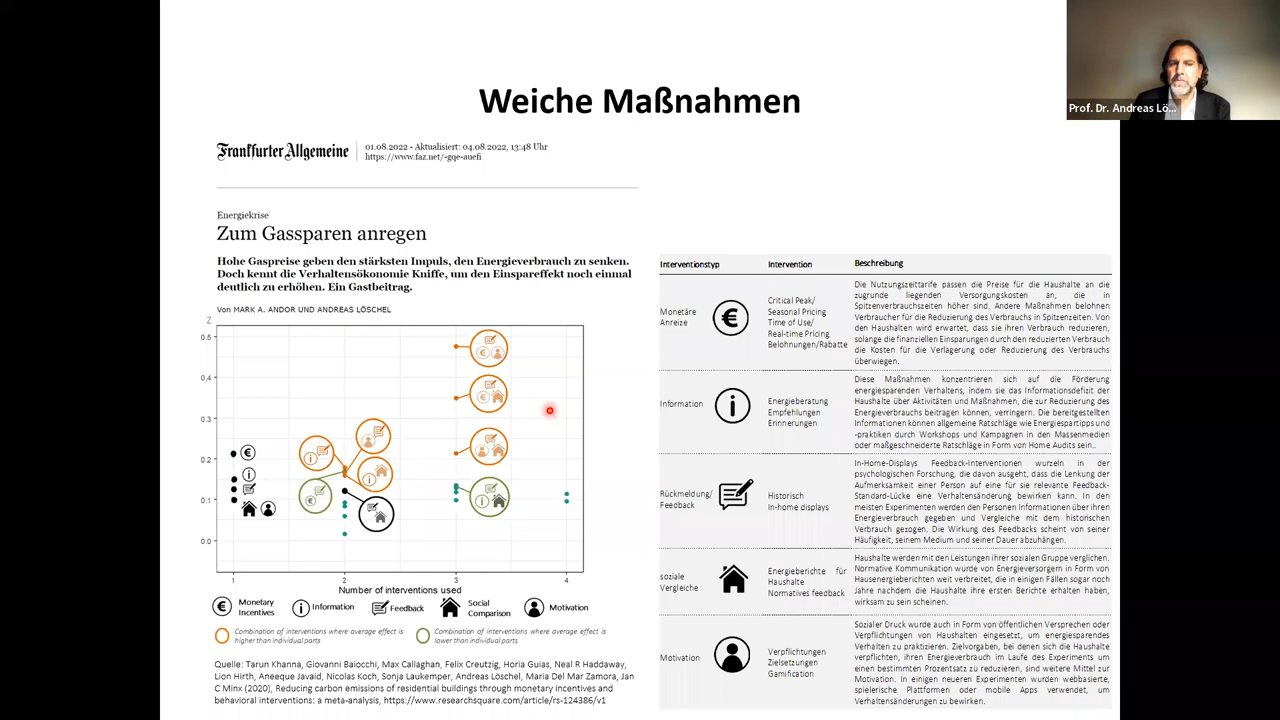 Weiche Maßnahmen
Prof. Dr. Andreas Lö...
Frankfurter Allgemeine
01.08.2022 - Aktualisiert: 04.08.2022, 13:48 Uhr
https://www.faz.net/-gqe-auefi
Energiekrise
Zum Gassparen anregen
Hohe Gaspreise geben den stärksten Impuls, den Energieverbrauch zu senken.
Doch kennt die Verhaltensökonomie Kniffe, um den Einspareffekt noch einmal
deutlich zu erhöhen. Ein Gastbeitrag.
Von MARK A. ANDOR UND ANDREAS LÖSCHEL
Z
0.5
0.4
0.3
0.2
0.1
0.0
1
2
3
4
Number of interventions used
Monetary
Incentives
Information
Feedback
Social
Comparison
Motivation
Combination of interventions where average effect is
higher than individual parts
Combination of interventions where average effect is
lower than individual parts
Quelle: Tarun Khanna, Giovanni Baiocchi, Max Callaghan, Felix Creutzig, Horia Guias, Neal R Haddaway,
Lion Hirth, Aneeque Javaid, Nicolas Koch, Sonja Laukemper, Andreas Löschel, Maria Del Mar Zamora, Jan
C Minx (2020), Reducing carbon emissions of residential buildings through monetary incentives and
behavioral interventions: a meta-analysis, https://www.researchsquare.com/article/rs-124386/v1
Interventionstyp
Intervention
Beschreibung
Monetäre
Anreize
Critical Peak/
Seasonal Pricing
Time of Use/
Real-time Pricing
Belohnungen/Rabatte
Die Nutzungszeittarife passen die Preise für die Haushalte an die
zugrunde liegenden Versorgungskosten an, die in
Spitzenverbrauchszeiten höher sind. Andere Maßnahmen belohnen
Verbraucher für die Reduzierung des Verbrauchs in Spitzenzeiten. Von
den Haushalten wird erwartet, dass sie ihren Verbrauch reduzieren,
solange die finanziellen Einsparungen durch den reduzierten Verbrauch
die Kosten für die Verlagerung oder Reduzierung des Verbrauchs
überwiegen.
Information
Energieberatung
Empfehlungen
Erinnerungen
Diese Maßnahmen konzentrieren sich auf die Förderung
energiesparenden Verhaltens, indem sie das Informationsdefizit der
Haushalte über Aktivitäten und Maßnahmen, die zur Reduzierung des
Energieverbrauchs beitragen können, verringern. Die bereitgestellten
Informationen können allgemeine Ratschläge wie Energiespartipps und
-praktiken durch Workshops und Kampagnen in den Massenmedien
oder maßgeschneiderte Ratschläge in Form von Home Audits sein..
Rückmeldung/
Feedback
Historisch
In-home displays
In-Home-Displays Feedback-Interventionen wurzeln in der
psychologischen Forschung, die davon ausgeht, dass die Lenkung der
Aufmerksamkeit einer Person auf eine für sie relevante Feedback-
Standard-Lücke eine Verhaltensänderung bewirken kann. In den
meisten Experimenten werden den Personen Informationen über ihren
Energieverbrauch gegeben und Vergleiche mit dem historischen
Verbrauch gezogen. Die Wirkung des Feedbacks scheint von seiner
Häufigkeit, seinem Medium und seiner Dauer abzuhängen.
soziale
Vergleiche
Energieberichte für
Haushalte
Normatives feedback
Haushalte werden mit den Leistungen ihrer sozialen Gruppe verglichen.
Normative Kommunikation wurde von Energieversorgern in Form von
Hausenergieberichten weit verbreitet, die in einigen Fällen sogar noch
Jahre nachdem die Haushalte ihre ersten Berichte erhalten haben,
wirksam zu sein scheinen.
Motivation
Verpflichtungen
Zielsetzungen
Gamification
Sozialer Druck wurde auch in Form von öffentlichen Versprechen oder
Verpflichtungen von Haushalten eingesetzt, um energiesparendes
Verhalten zu praktizieren. Zielvorgaben, bei denen sich die Haushalte
verpflichten, ihren Energieverbrauch im Laufe des Experiments um
einen bestimmten Prozentsatz zu reduzieren, sind weitere Mittel zur
Motivation. In einigen neueren Experimenten wurden webbasierte,
spielerische Plattformen oder mobile Apps verwendet, um
Verhaltensänderungen zu bewirken.